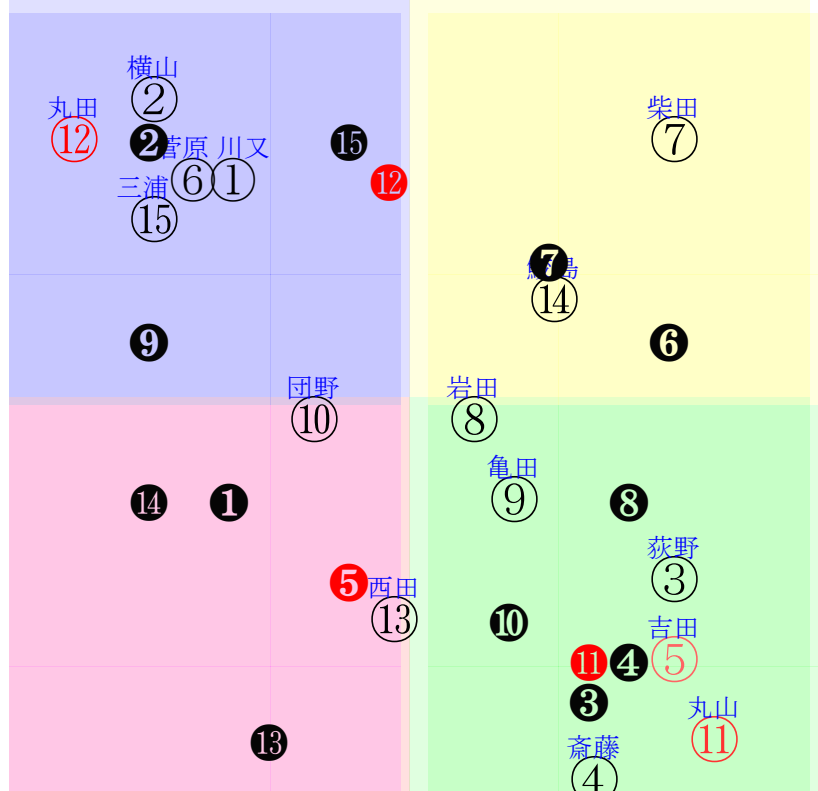 横山
丸田 柴田
②
⑫ ❷ ⓯ ⑦
菅原 川又
⑥ ① ⓬
三浦
⑮
❼
鮫島
⑭
❾ ❻
団野 岩田
⑩ ⑧
亀田
⓮ ❶ ⑨ ❽
荻野
❺ ③
西田
⑬ ❿
吉田
⓫ ❹ ⑤
❸
丸山
⓭ ⑪
斎藤
④